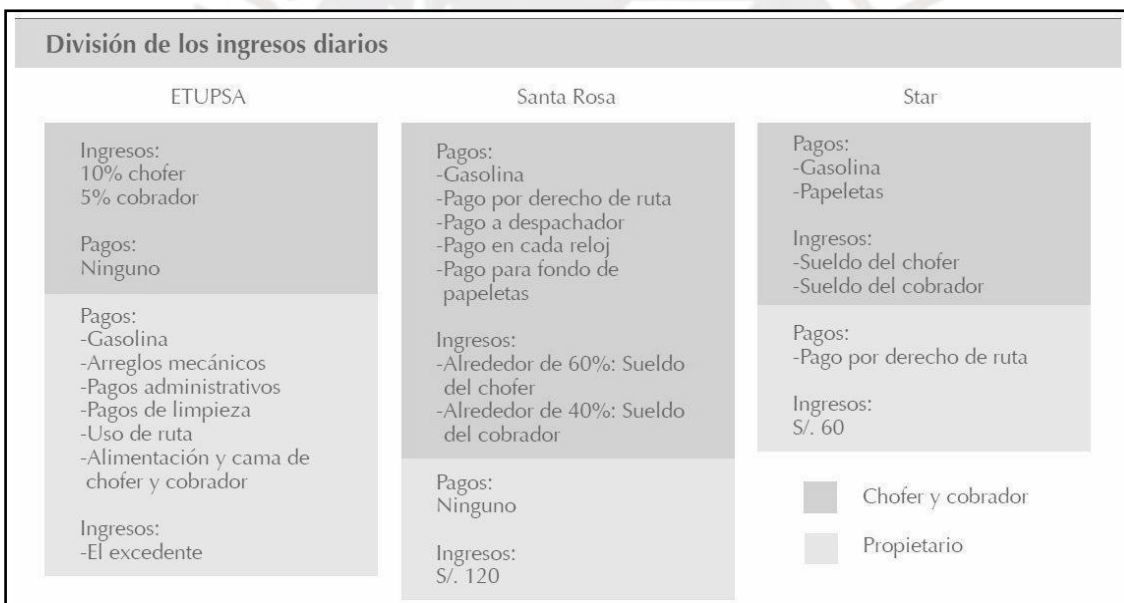 División de los ingresos diarios
ETUPSA
Ingresos:
10% chofer
5% cobrador
Pagos:
Ninguno
Pagos:
-Gasolina
-Arreglos mecánicos
-Pagos administrativos
-Pagos de limpieza
-Uso de ruta
-Alimentación y cama de
chofer y cobrador
Ingresos:
-El excedente
Santa Rosa
Pagos:
-Gasolina
-Pago por derecho de ruta
-Pago a despachador
-Pago en cada reloj
-Pago para fondo de
papeletas
Ingresos:
-Alrededor de 60%: Sueldo
del chofer
-Alrededor de 40%: Sueldo
del cobrador
Pagos:
Ninguno
Ingresos:
S/. 120
Star
Pagos:
-Gasolina
-Papeletas
Ingresos:
-Sueldo del chofer
-Sueldo del cobrador
Pagos:
-Pago por derecho de ruta
Ingresos:
S/. 60
Chofer y cobrador
Propietario